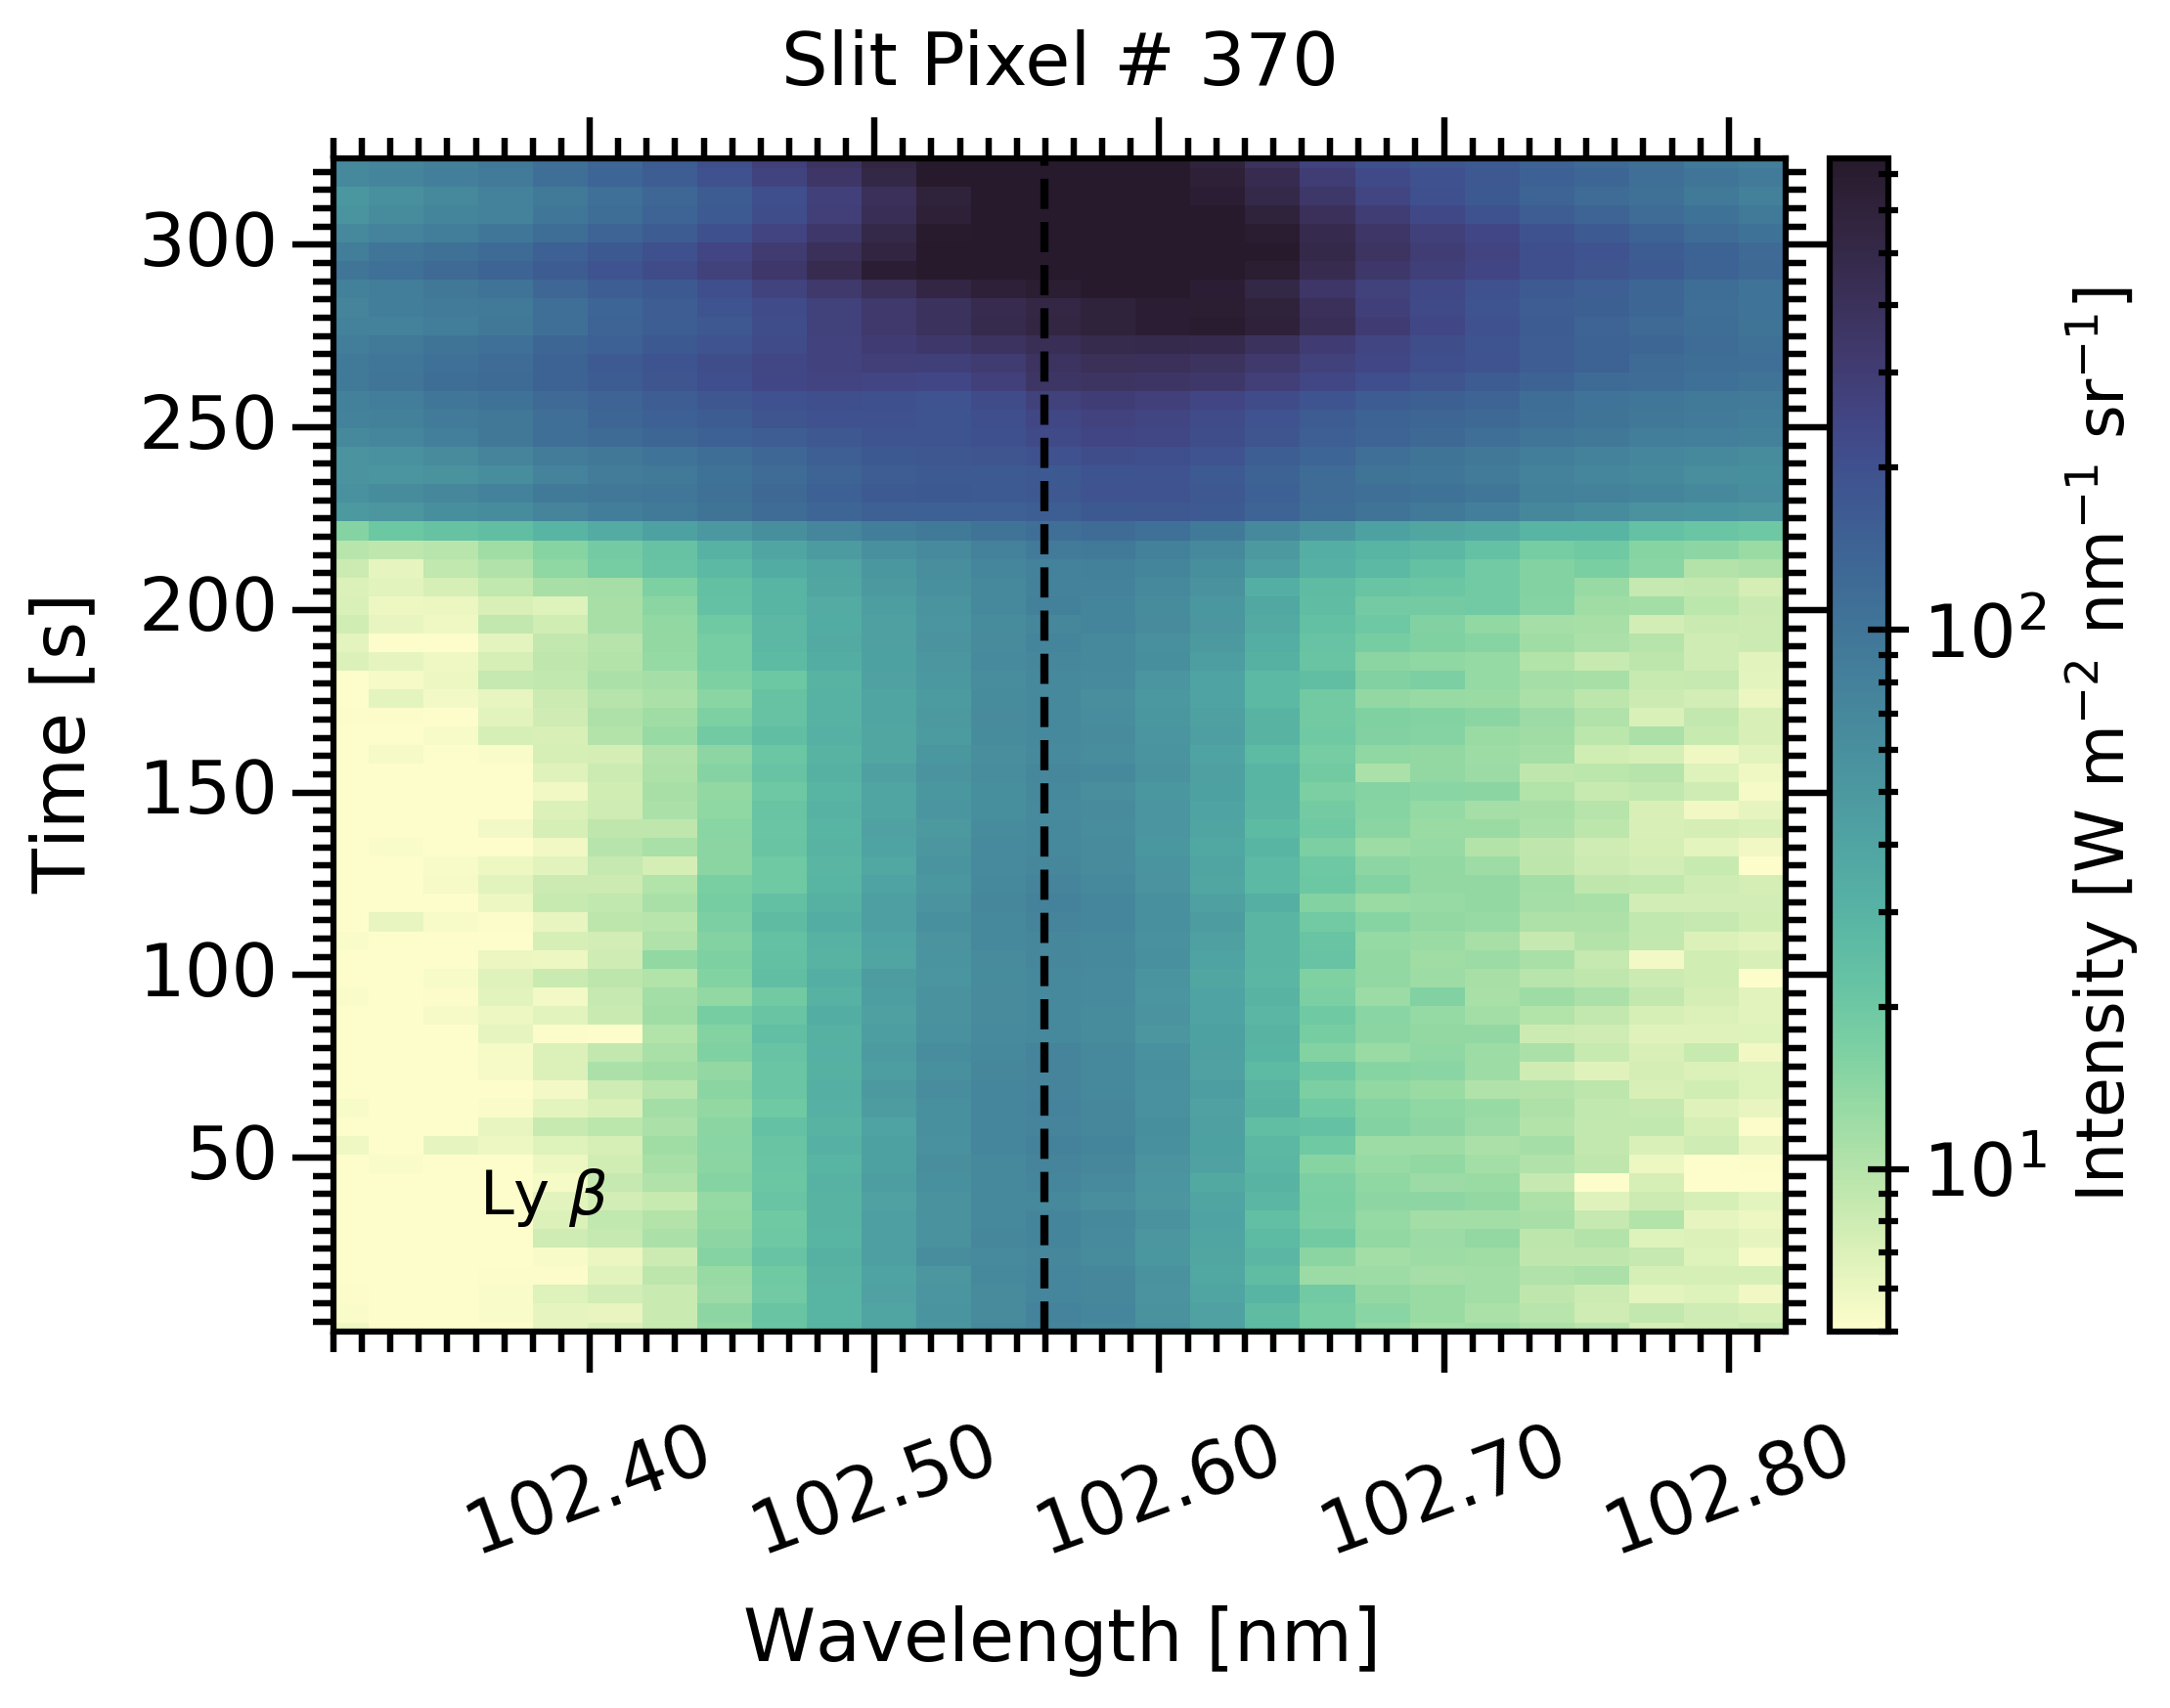 Slit Pixel # 370
300
250
200
150
100
50
Time [s]
Ly β
102.40 102.50 102.60 102.70 102.80
Wavelength [nm]
10²
10¹
Intensity [W m⁻² nm⁻¹ sr⁻¹]